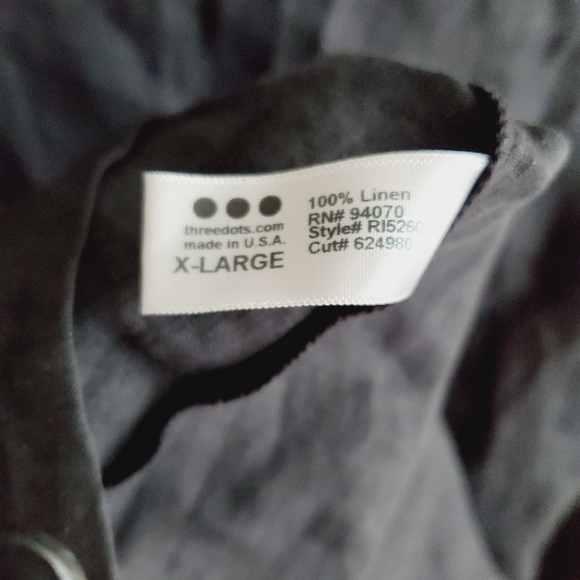 threedots.com
made in U.S.A.
X-LARGE
100% Linen
RN# 94070
Style# RI5260
Cut# 624980